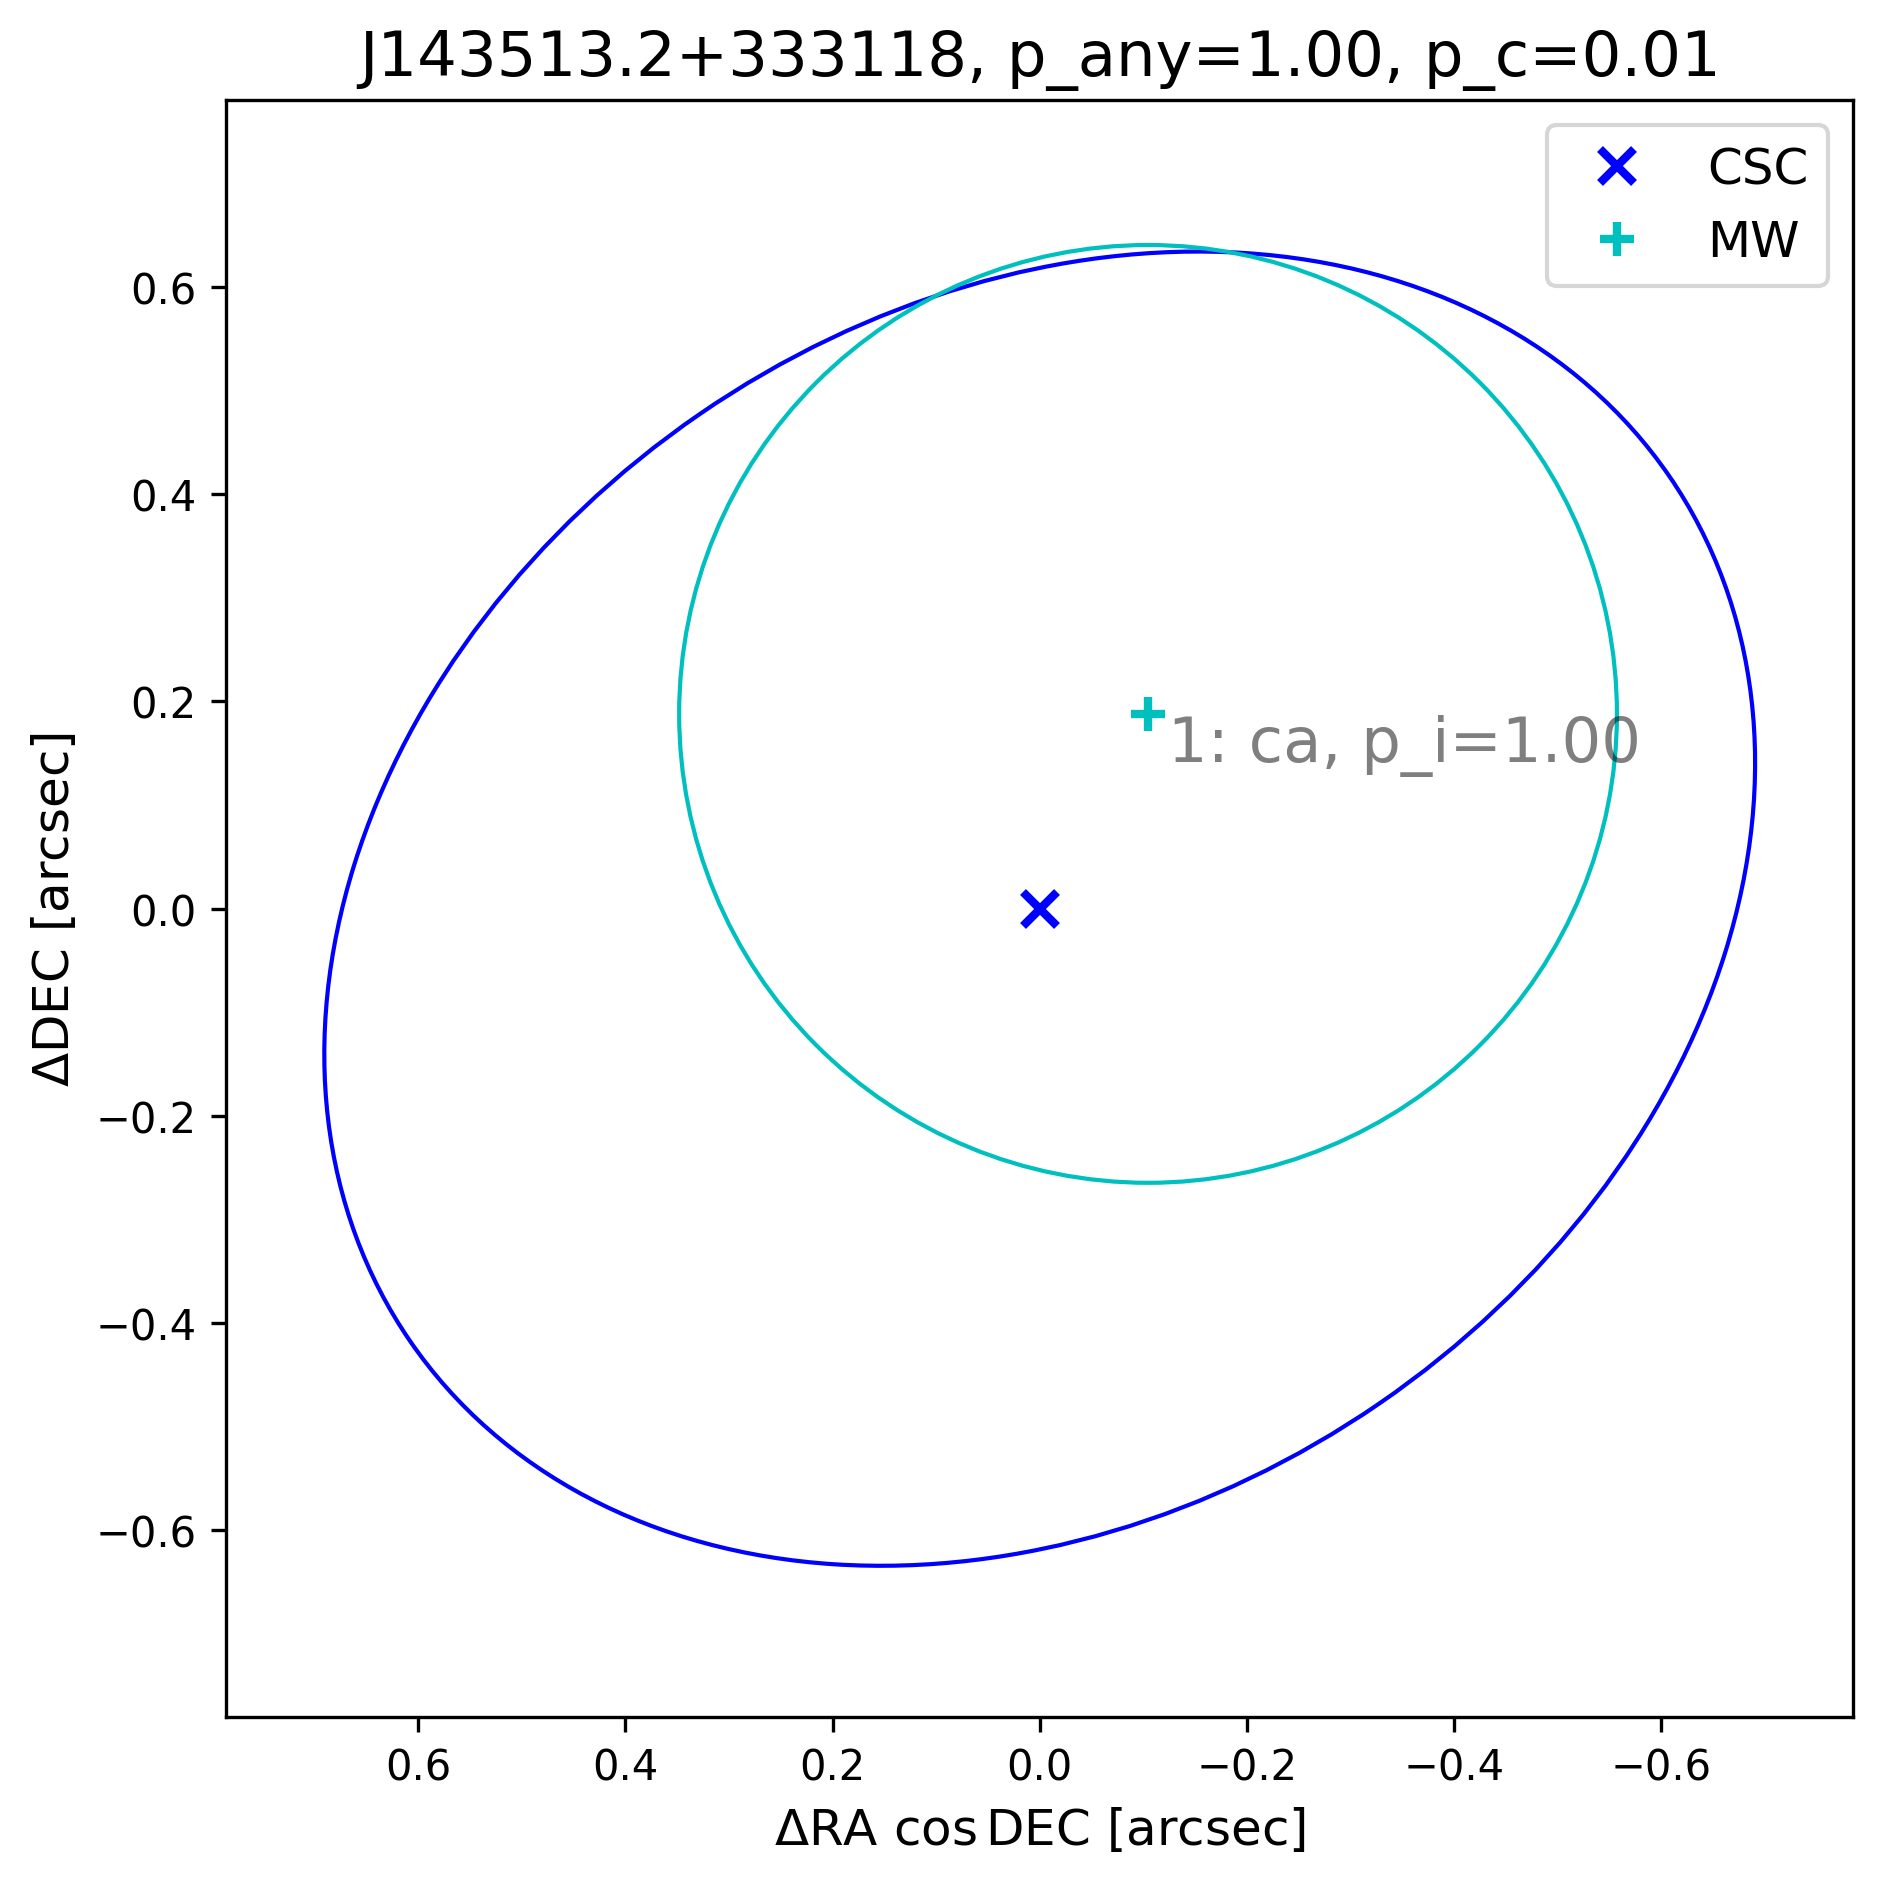 J143513.2+333118, p_any=1.00, p_c=0.01
CSC
MW
0.6
0.4
0.2
0.0
−0.2
−0.4
−0.6
ΔDEC [arcsec]
1: ca, p_i=1.00
0.6
0.4
0.2
0.0
−0.2
−0.4
−0.6
ΔRA cos DEC [arcsec]